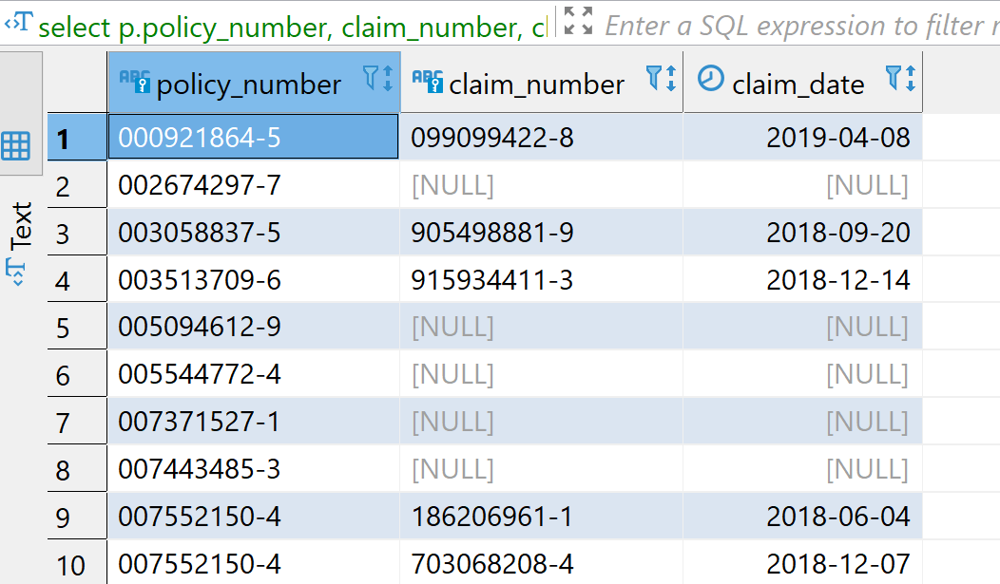 select p.policy_number, claim_number, c
Enter a SQL expression to filter r
policy_number claim_number claim_date
1 000921864-5 099099422-8 2019-04-08
2 002674297-7 [NULL] [NULL]
3 003058837-5 905498881-9 2018-09-20
4 003513709-6 915934411-3 2018-12-14
5 005094612-9 [NULL] [NULL]
6 005544772-4 [NULL] [NULL]
7 007371527-1 [NULL] [NULL]
8 007443485-3 [NULL] [NULL]
9 007552150-4 186206961-1 2018-06-04
10 007552150-4 703068208-4 2018-12-07
Text